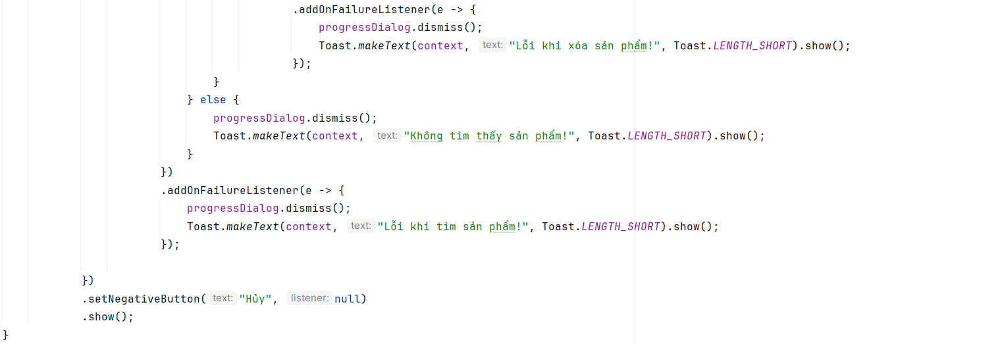 .addOnFailureListener(e -> {
progressDialog.dismiss();
Toast.makeText(context, text: "Lỗi khi xóa sản phẩm!", Toast.LENGTH_SHORT).show();
});
}
} else {
progressDialog.dismiss();
Toast.makeText(context, text: "Không tìm thấy sản phẩm!", Toast.LENGTH_SHORT).show();
}
})
.addOnFailureListener(e -> {
progressDialog.dismiss();
Toast.makeText(context, text: "Lỗi khi tìm sản phẩm!", Toast.LENGTH_SHORT).show();
});
})
.setNegativeButton( text: "Hủy", listener: null)
.show();
}